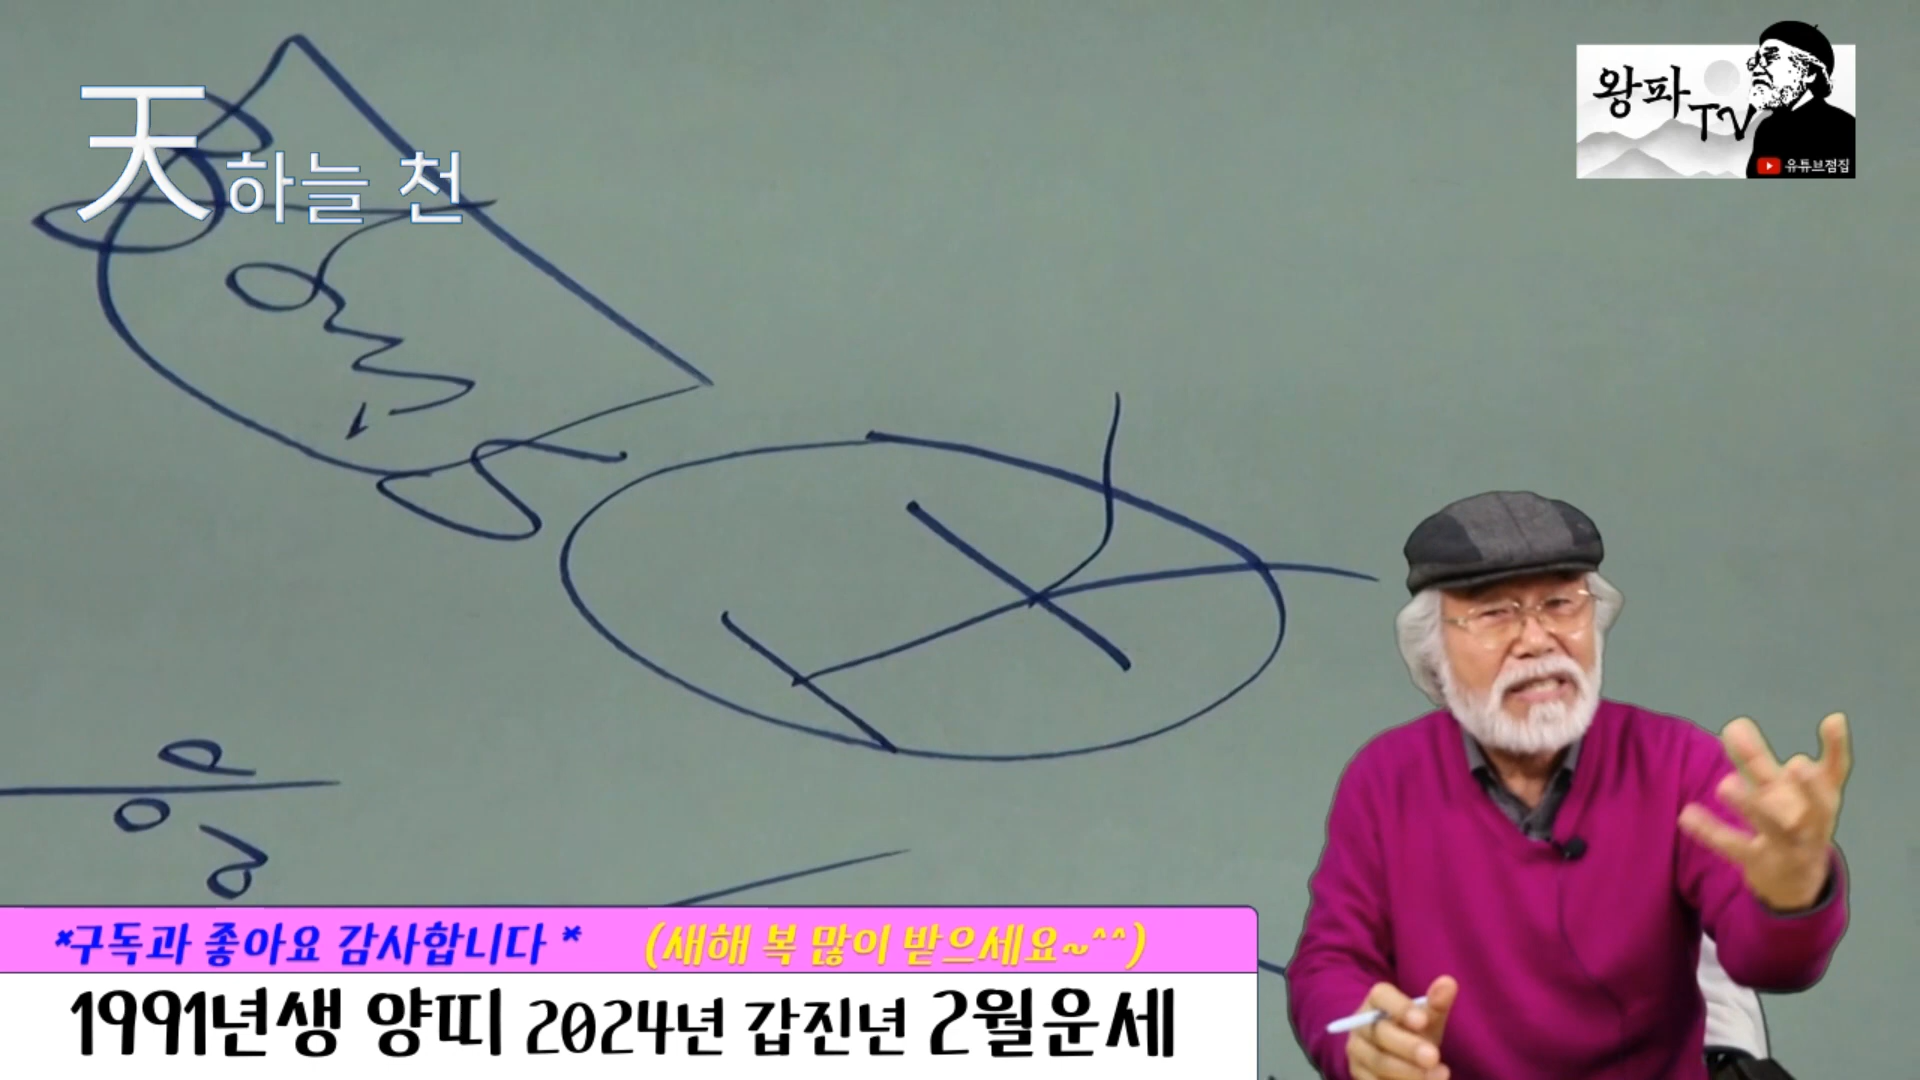 天 하늘 천
왕파TV
유튜브점집
*구독과 좋아요 감사합니다 * (새해 복 많이 받으세요~^^)
1991년생 양띠 2024년 갑진년 2월운세